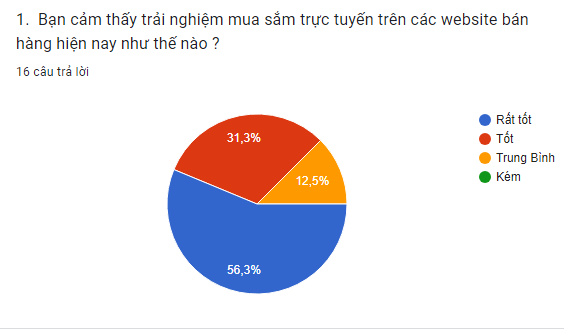 1. Bạn cảm thấy trải nghiệm mua sắm trực tuyến trên các website bán
hàng hiện nay như thế nào ?
16 câu trả lời
31,3%
12,5%
56,3%
Rất tốt
Tốt
Trung Bình
Kém